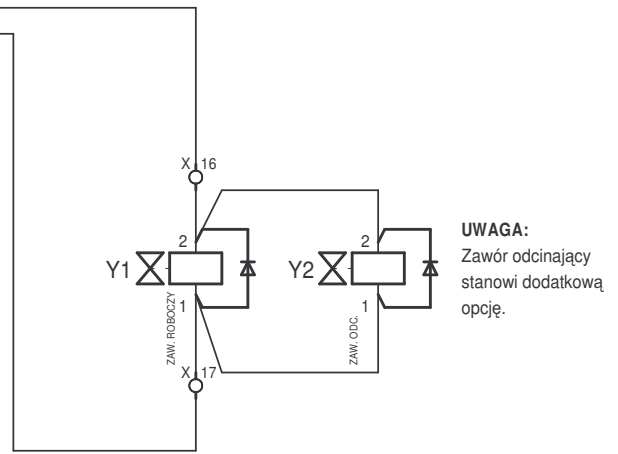 X 16
Y1
2
1
ZAW. ROBOCZY
X 17
Y2
2
1
ZAW. ODC.
UWAGA:
Zawór odcinający
stanowi dodatkową
opcję.